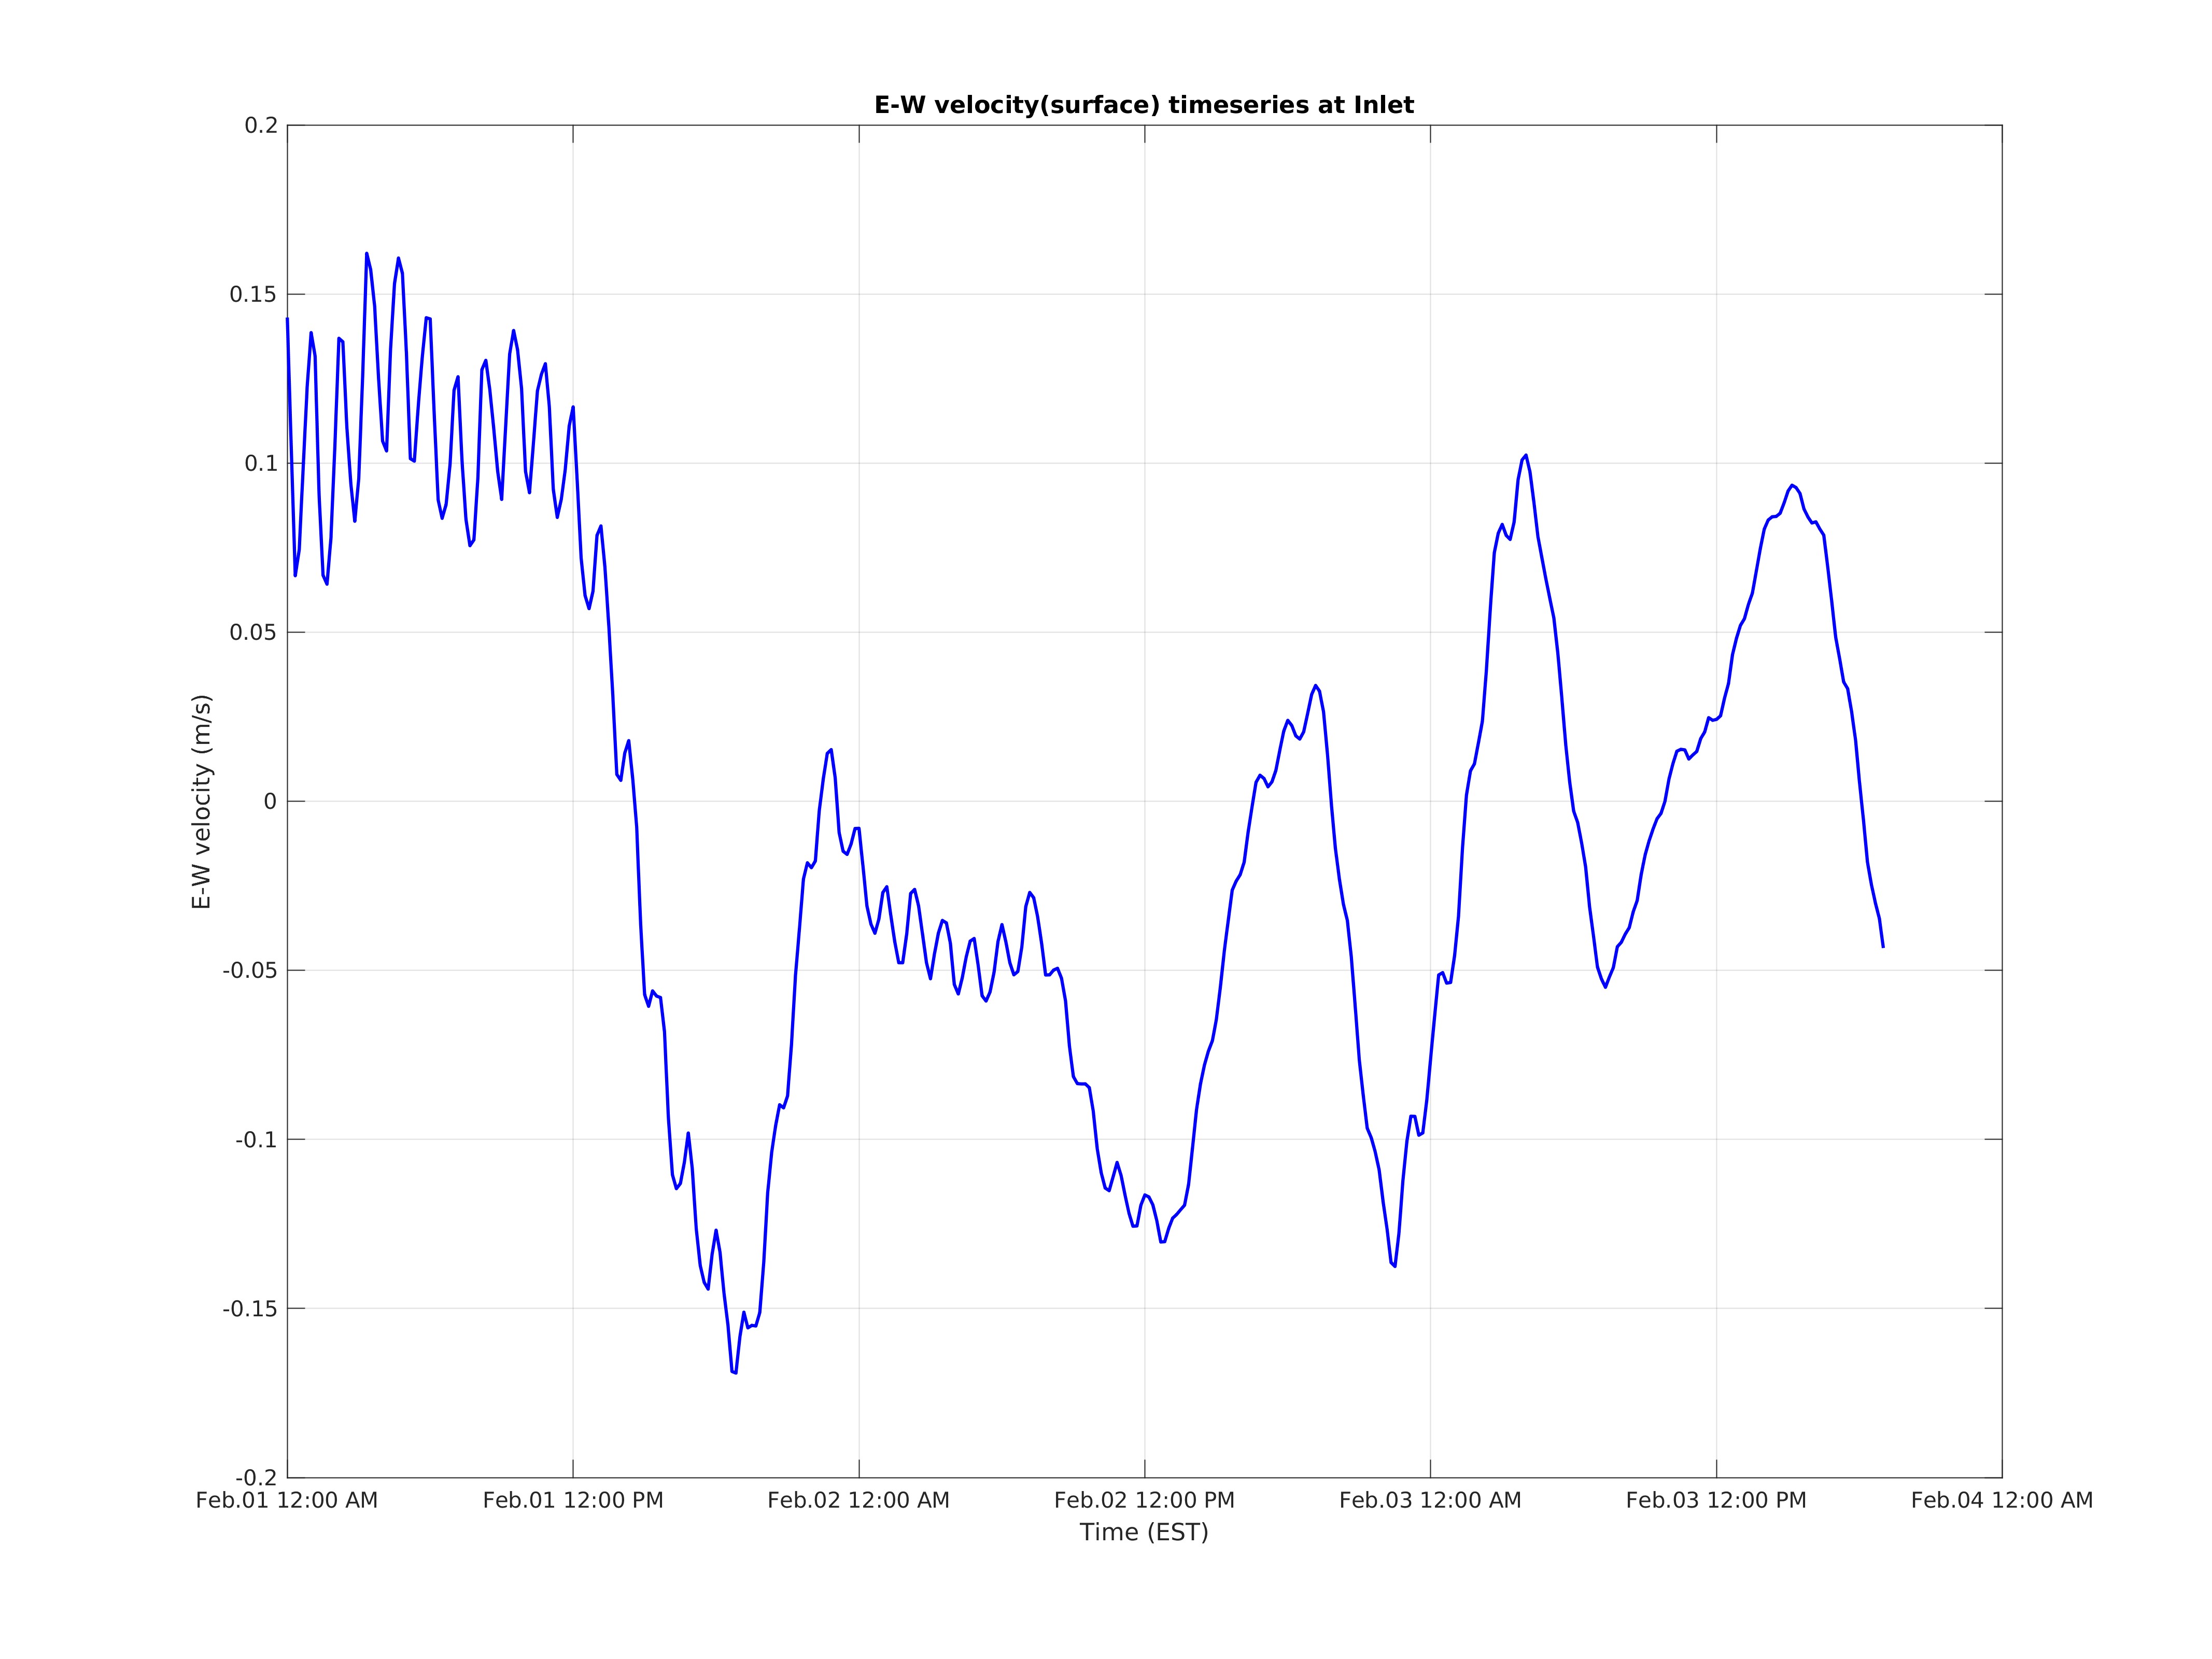 E-W velocity(surface) timeseries at Inlet
0.2
0.15
0.1
0.05
0
-0.05
-0.1
-0.15
-0.2
E-W velocity (m/s)
Feb.01 12:00 AM
Feb.01 12:00 PM
Feb.02 12:00 AM
Feb.02 12:00 PM
Feb.03 12:00 AM
Feb.03 12:00 PM
Feb.04 12:00 AM
Time (EST)